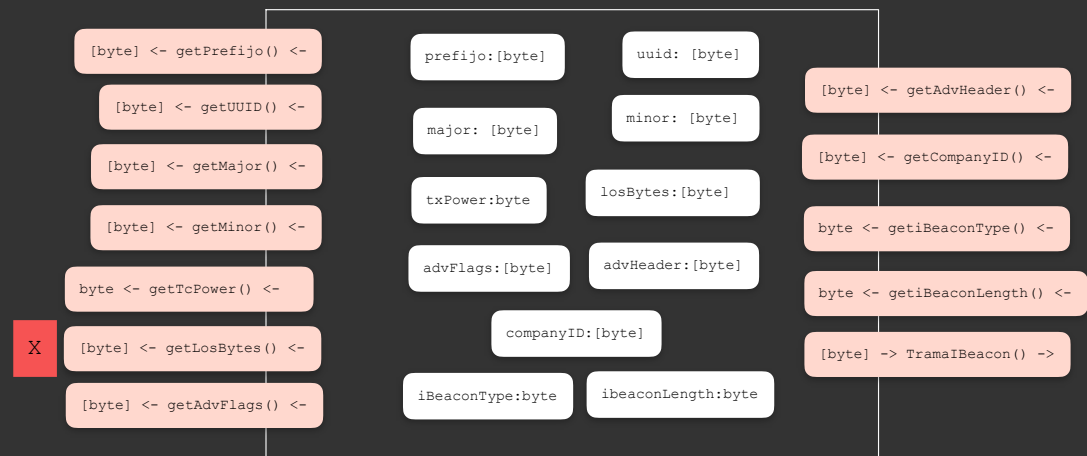 [byte] <- getPrefijo() <-
[byte] <- getUUID() <-
[byte] <- getMajor() <-
[byte] <- getMinor() <-
byte <- getTcPower() <-
X
[byte] <- getLosBytes() <-
[byte] <- getAdvFlags() <-
prefijo:[byte]
uuid: [byte]
major: [byte]
minor: [byte]
txPower:byte
losBytes:[byte]
advFlags:[byte]
advHeader:[byte]
companyID:[byte]
iBeaconType:byte
ibeaconLength:byte
[byte] <- getAdvHeader() <-
[byte] <- getCompanyID() <-
byte <- getiBeaconType() <-
byte <- getiBeaconLength() <-
[byte] -> TramaIBeacon() ->